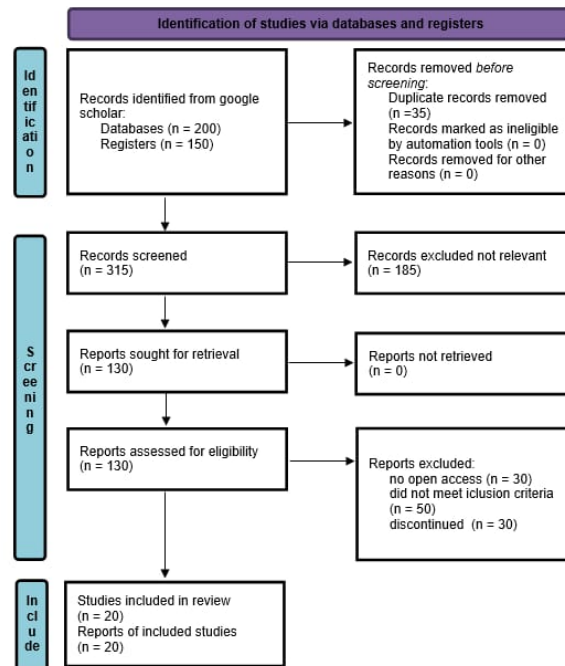 Identification of studies via databases and registers
Id
en
tif
ic
ati
o
n
Records identified from google
scholar:
Databases (n = 200)
Registers (n = 150)
Records removed before
screening:
Duplicate records removed
(n =35)
Records marked as ineligible
by automation tools (n = 0)
Records removed for other
reasons (n = 0)
S
cr
ee
ni
n
g
Records screened
(n = 315)
Records excluded not relevant
(n = 185)
Reports sought for retrieval
(n = 130)
Reports not retrieved
(n = 0)
Reports assessed for eligibility
(n = 130)
Reports excluded:
no open access (n = 30)
did not meet iclusion criteria
(n = 50)
discontinued (n = 30)
In
cl
u
de
Studies included in review
(n = 20)
Reports of included studies
(n = 20)